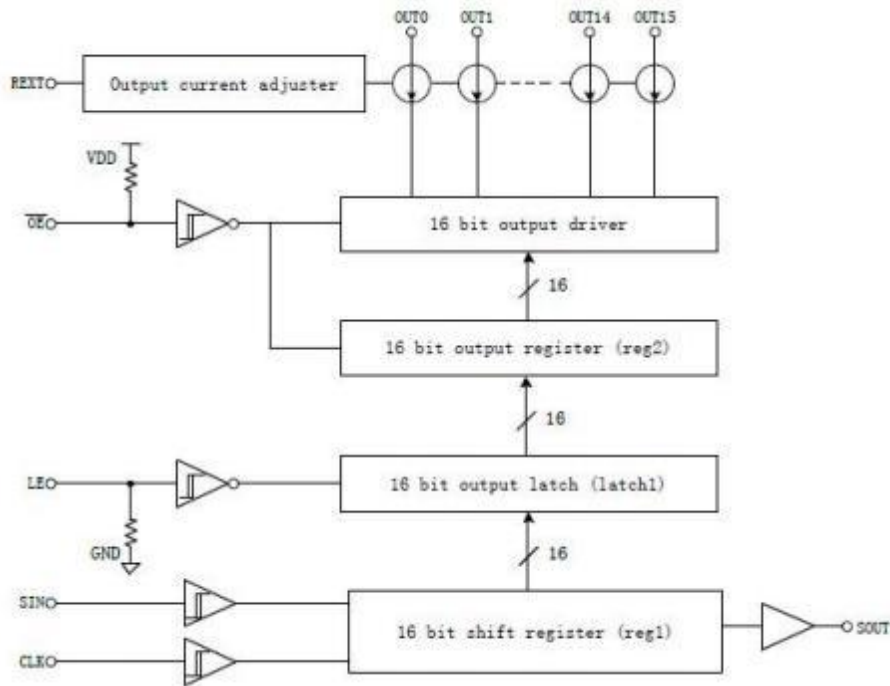 OUT0 OUT1 OUT14 OUT15
REXT
Output current adjuster
VDD
OE
16 bit output driver
16
16 bit output register (reg2)
16
LE
16 bit output latch (latch1)
GND
16
SIN
16 bit shift register (reg1)
SOUT
CLK